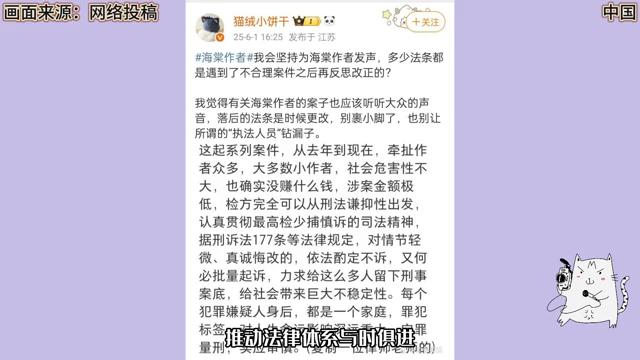 画面来源：网络投稿
中国
猫绒小饼干
25-6-1 16:25 发布于 江苏
+关注
#海棠作者#我会坚持为海棠作者发声，多少法条都
是遇到了不合理案件之后再反思改正的？
我觉得有关海棠作者的案子也应该听听大众的声
音，落后的法条是时候更改，别裹小脚了，也别让
所谓的“执法人员”钻漏子。
这起系列案件，从去年到现在，牵扯作
者众多，大多数小作者，社会危害性不
大，也确实没赚什么钱，涉案金额极
低，检方完全可以从刑法谦抑性出发，
认真贯彻最高检少捕慎诉的司法精神，
据刑诉法177条等法律规定，对情节轻
微、真诚悔改的，依法酌定不诉，又何
必批量起诉，力求给这么多人留下刑事
案底，给社会带来巨大不稳定性。每个
犯罪嫌疑人身后，都是一个家庭，罪犯
标签，
推动法律体系与时俱进